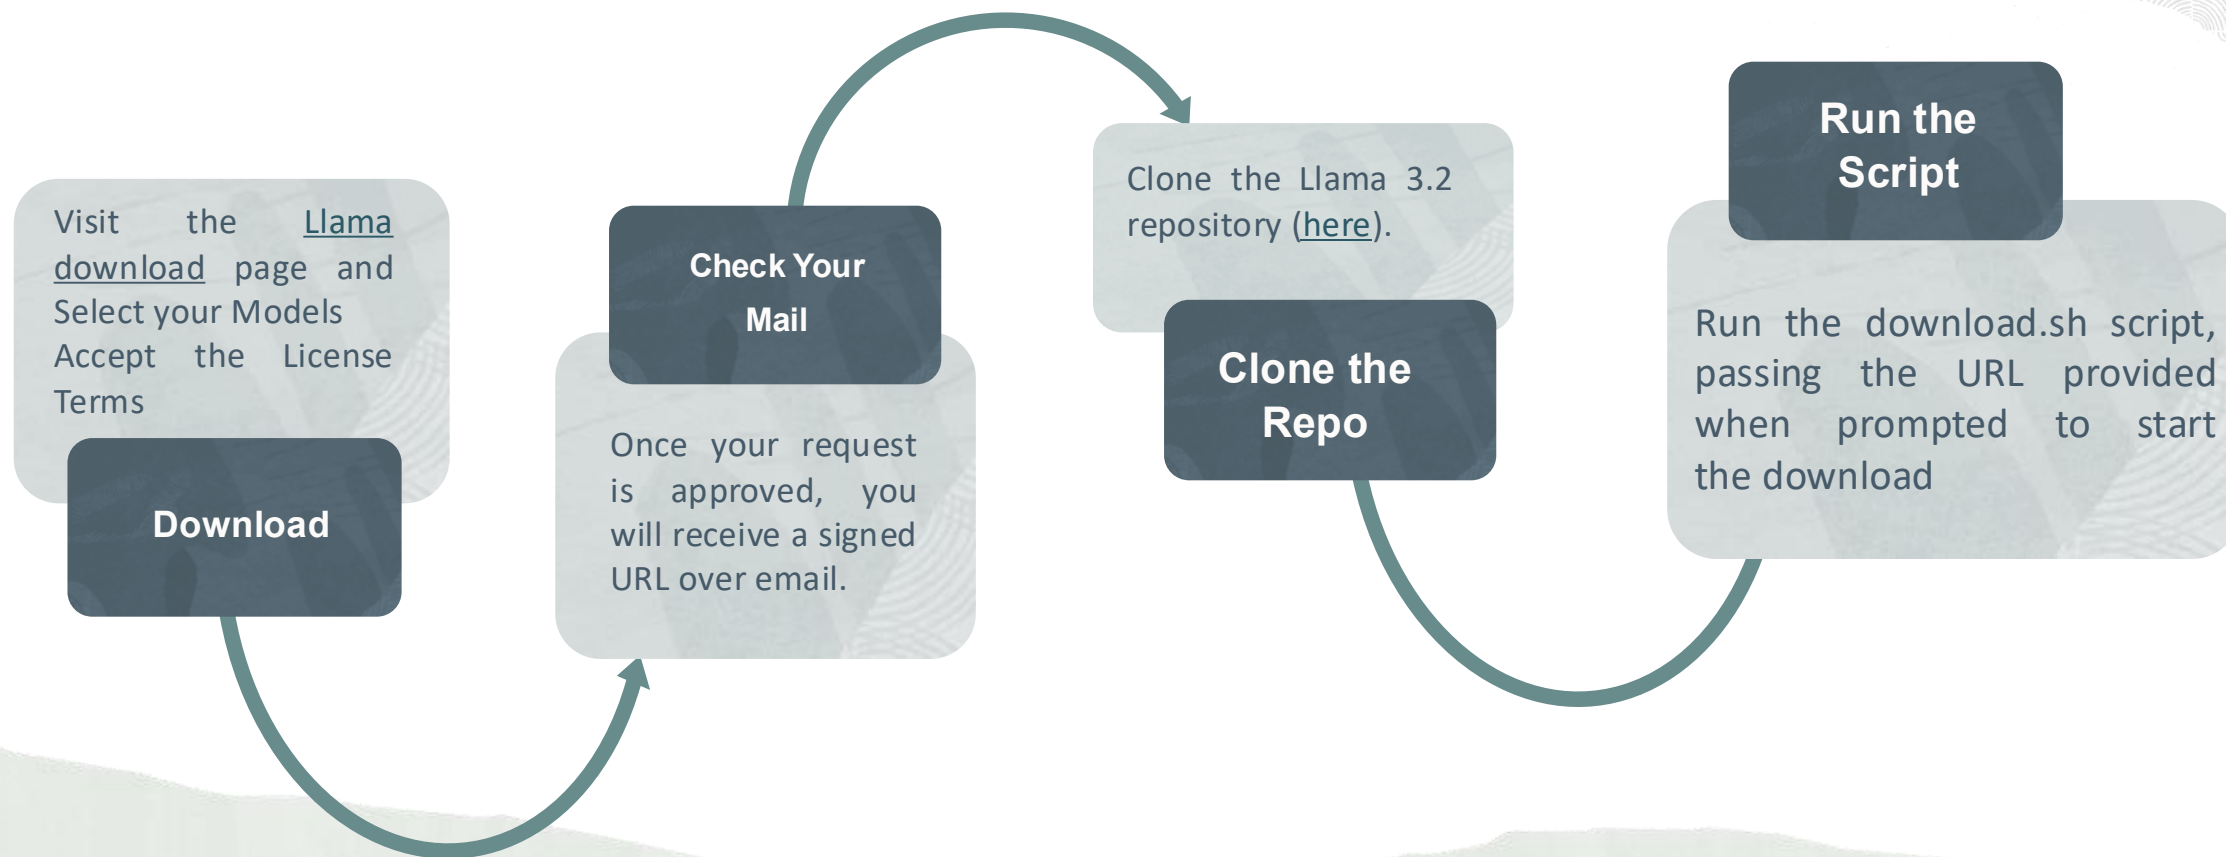 Visit the Llama
download page and
Select your Models
Accept the License
Terms
Download
Check Your
Mail
Once your request
is approved, you
will receive a signed
URL over email.
Clone the Llama 3.2
repository (here).
Clone the
Repo
Run the
Script
Run the download.sh script,
passing the URL provided
when prompted to start
the download